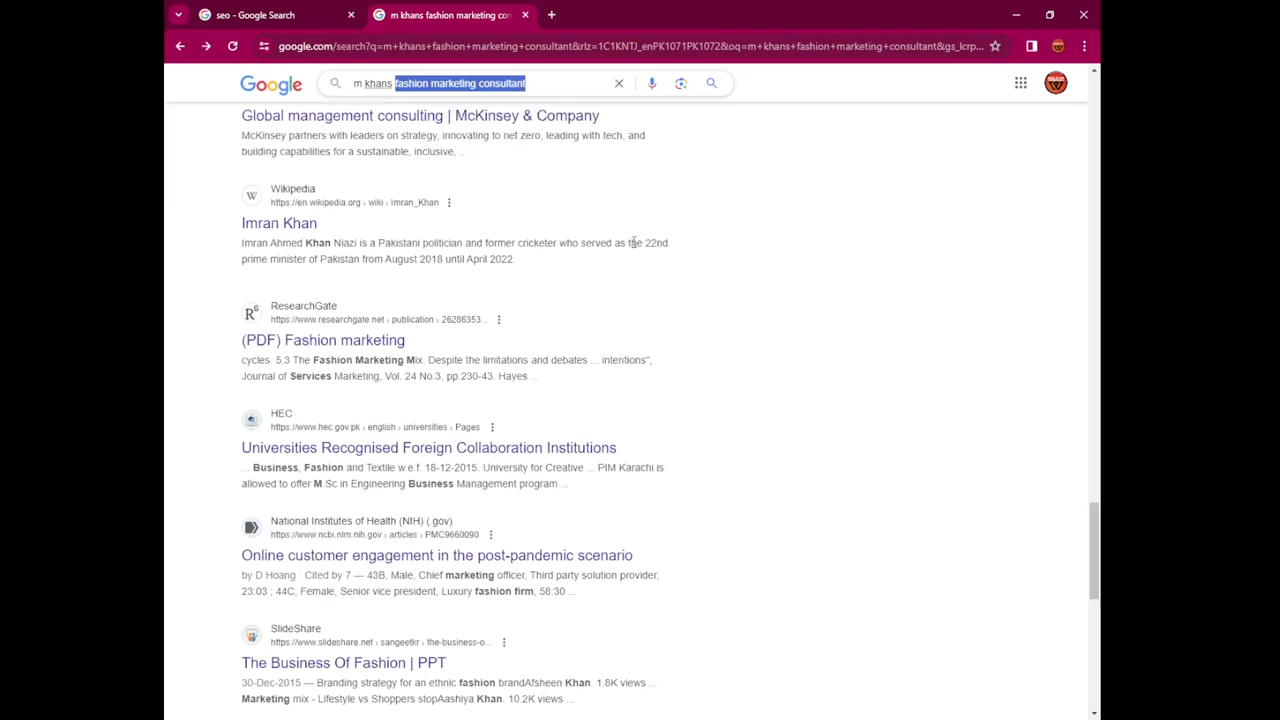 seo - Google Search
m khans fashion marketing con
google.com/search?q=m+khans+fashion+marketing+consultant&rlz=1C1KNTJ_enPK1071PK1072&oq=m+khans+fashion+marketing+consultant&gs_lcrp...
Google
m khans fashion marketing consultant
Global management consulting | McKinsey & Company
McKinsey partners with leaders on strategy, innovating to net zero, leading with tech, and
building capabilities for a sustainable, inclusive, ...
W
Wikipedia
https://en.wikipedia.org › wiki › Imran_Khan
Imran Khan
Imran Ahmed Khan Niazi is a Pakistani politician and former cricketer who served as the 22nd
prime minister of Pakistan from August 2018 until April 2022.
RG
ResearchGate
https://www.researchgate.net › publication › 26286353...
(PDF) Fashion marketing
cycles. 5.3 The Fashion Marketing Mix. Despite the limitations and debates ... intentions",
Journal of Services Marketing, Vol. 24 No.3, pp.230-43. Hayes ...
HEC
https://www.hec.gov.pk › english › universities › Pages
Universities Recognised Foreign Collaboration Institutions
... Business, Fashion and Textile w.e.f. 18-12-2015. University for Creative ... PIM Karachi is
allowed to offer M.Sc in Engineering Business Management program ...
National Institutes of Health (NIH) (.gov)
https://www.ncbi.nlm.nih.gov › articles › PMC9660090
Online customer engagement in the post-pandemic scenario
by D Hoang · Cited by 7 — 43B, Male, Chief marketing officer, Third party solution provider,
23:03 ; 44C, Female, Senior vice president, Luxury fashion firm, 58:30 ...
SlideShare
https://www.slideshare.net › sangeetkr › the-business-o...
The Business Of Fashion | PPT
30-Dec-2015 — Branding strategy for an ethnic fashion brandAfsheen Khan. 1.8K views ...
Marketing mix - Lifestyle vs Shoppers stopAashiya Khan. 10.2K views ...